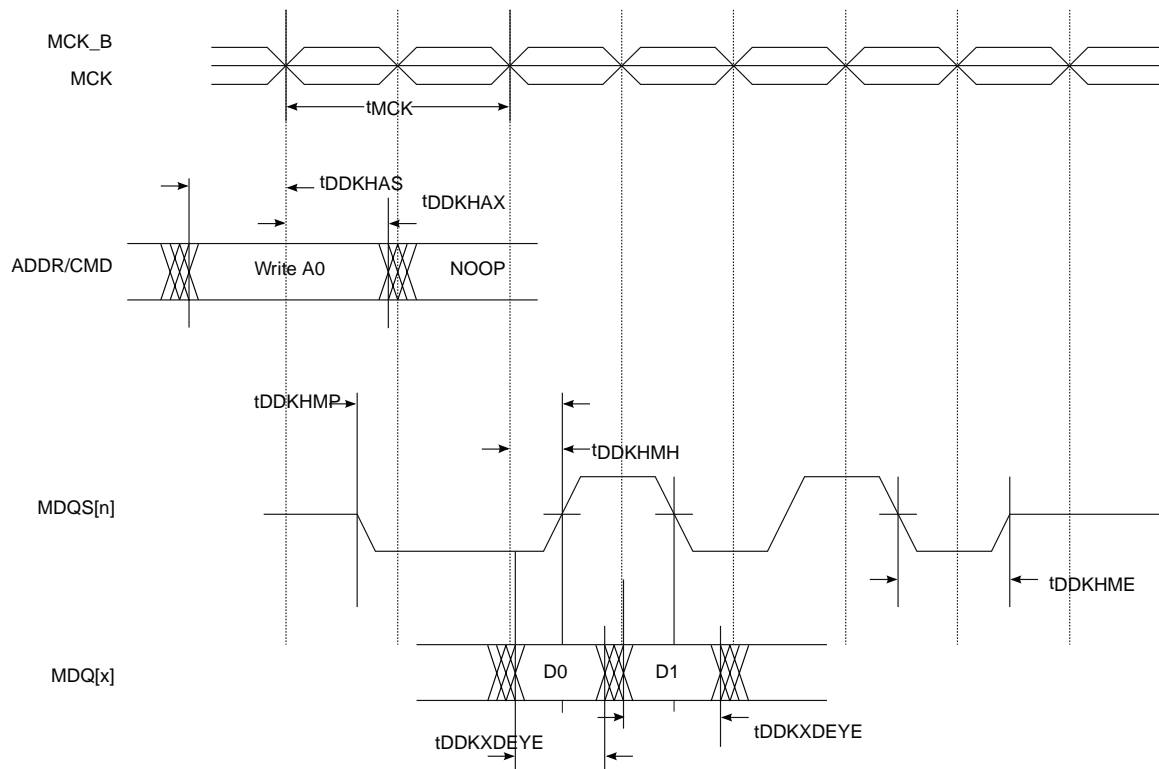 MCK_B
MCK
tMCK
tDDKHAS
tDDKHAX
ADDR/CMD
Write A0
NOOP
tDDKHMP
tDDKHMH
MDQS[n]
tDDKHME
MDQ[x]
D0
D1
tDDKXDEYE
tDDKXDEYE